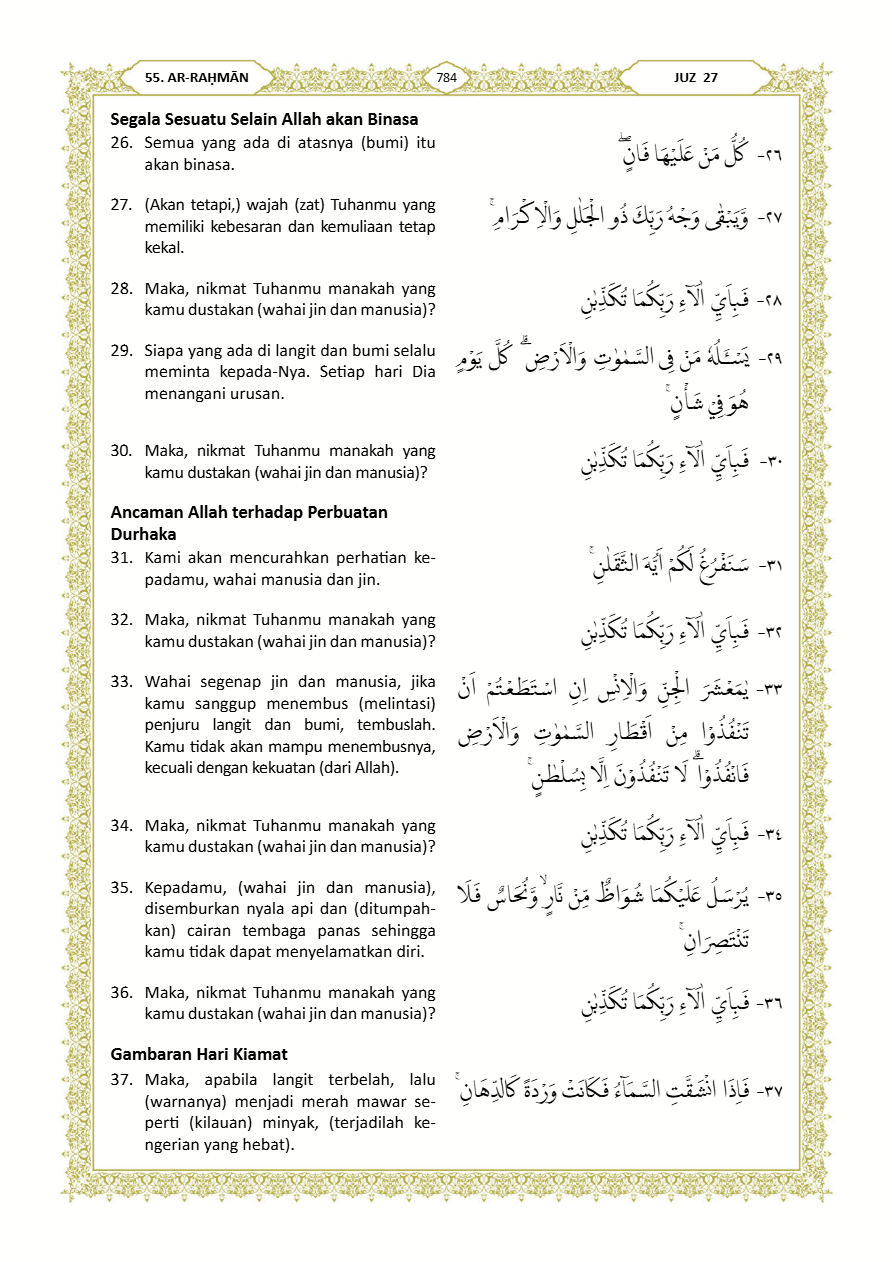 55. AR-RAḤMĀN
784
JUZ 27
Segala Sesuatu Selain Allah akan Binasa
26. Semua yang ada di atasnya (bumi) itu
akan binasa.
٢٦- كُلُّ مَنْ عَلَيْهَا فَانٍۖ
27. (Akan tetapi,) wajah (zat) Tuhanmu yang
memiliki kebesaran dan kemuliaan tetap
kekal.
٢٧- وَّيَبْقٰى وَجْهُ رَبِّكَ ذُو الْجَلٰلِ وَالْاِكْرَامِۚ
28. Maka, nikmat Tuhanmu manakah yang
kamu dustakan (wahai jin dan manusia)?
٢٨- فَبِاَيِّ اٰلَاۤءِ رَبِّكُمَا تُكَذِّبٰنِ
29. Siapa yang ada di langit dan bumi selalu
meminta kepada-Nya. Setiap hari Dia
menangani urusan.
٢٩- يَسْـَٔلُهٗ مَنْ فِى السَّمٰوٰتِ وَالْاَرْضِۗ كُلَّ يَوْمٍ
هُوَ فِيْ شَأْنٍۚ
30. Maka, nikmat Tuhanmu manakah yang
kamu dustakan (wahai jin dan manusia)?
٣٠- فَبِاَيِّ اٰلَاۤءِ رَبِّكُمَا تُكَذِّبٰنِ
Ancaman Allah terhadap Perbuatan
Durhaka
31. Kami akan mencurahkan perhatian ke-
padamu, wahai manusia dan jin.
٣١- سَنَفْرُغُ لَكُمْ اَيُّهَ الثَّقَلٰنِۚ
32. Maka, nikmat Tuhanmu manakah yang
kamu dustakan (wahai jin dan manusia)?
٣٢- فَبِاَيِّ اٰلَاۤءِ رَبِّكُمَا تُكَذِّبٰنِ
33. Wahai segenap jin dan manusia, jika
kamu sanggup menembus (melintasi)
penjuru langit dan bumi, tembuslah.
Kamu tidak akan mampu menembusnya,
kecuali dengan kekuatan (dari Allah).
٣٣- يٰمَعْشَرَ الْجِنِّ وَالْاِنْسِ اِنِ اسْتَطَعْتُمْ اَنْ
تَنْفُذُوْا مِنْ اَقْطَارِ السَّمٰوٰتِ وَالْاَرْضِ
فَانْفُذُوْاۗ لَا تَنْفُذُوْنَ اِلَّا بِسُلْطٰنٍۚ
34. Maka, nikmat Tuhanmu manakah yang
kamu dustakan (wahai jin dan manusia)?
٣٤- فَبِاَيِّ اٰلَاۤءِ رَبِّكُمَا تُكَذِّبٰنِ
35. Kepadamu, (wahai jin dan manusia),
disemburkan nyala api dan (ditumpah-
kan) cairan tembaga panas sehingga
kamu tidak dapat menyelamatkan diri.
٣٥- يُرْسَلُ عَلَيْكُمَا شُوَاظٌ مِّنْ نَّارٍۙ وَّنُحَاسٌ فَلَا
تَنْتَصِرَانِۚ
36. Maka, nikmat Tuhanmu manakah yang
kamu dustakan (wahai jin dan manusia)?
٣٦- فَبِاَيِّ اٰلَاۤءِ رَبِّكُمَا تُكَذِّبٰنِ
Gambaran Hari Kiamat
37. Maka, apabila langit terbelah, lalu
(warnanya) menjadi merah mawar se-
perti (kilauan) minyak, (terjadilah ke-
ngerian yang hebat).
٣٧- فَاِذَا انْشَقَّتِ السَّمَاۤءُ فَكَانَتْ وَرْدَةً كَالدِّهَانِۚ